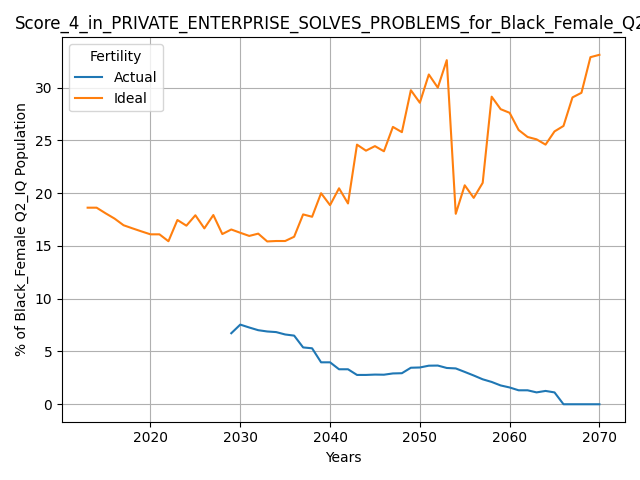 Score_4_in_PRIVATE_ENTERPRISE_SOLVES_PROBLEMS_for_Black_Female_Q2
Fertility
Actual
Ideal
% of Black_Female Q2_IQ Population
30
25
20
15
10
5
0
2020 2030 2040 2050 2060 2070
Years